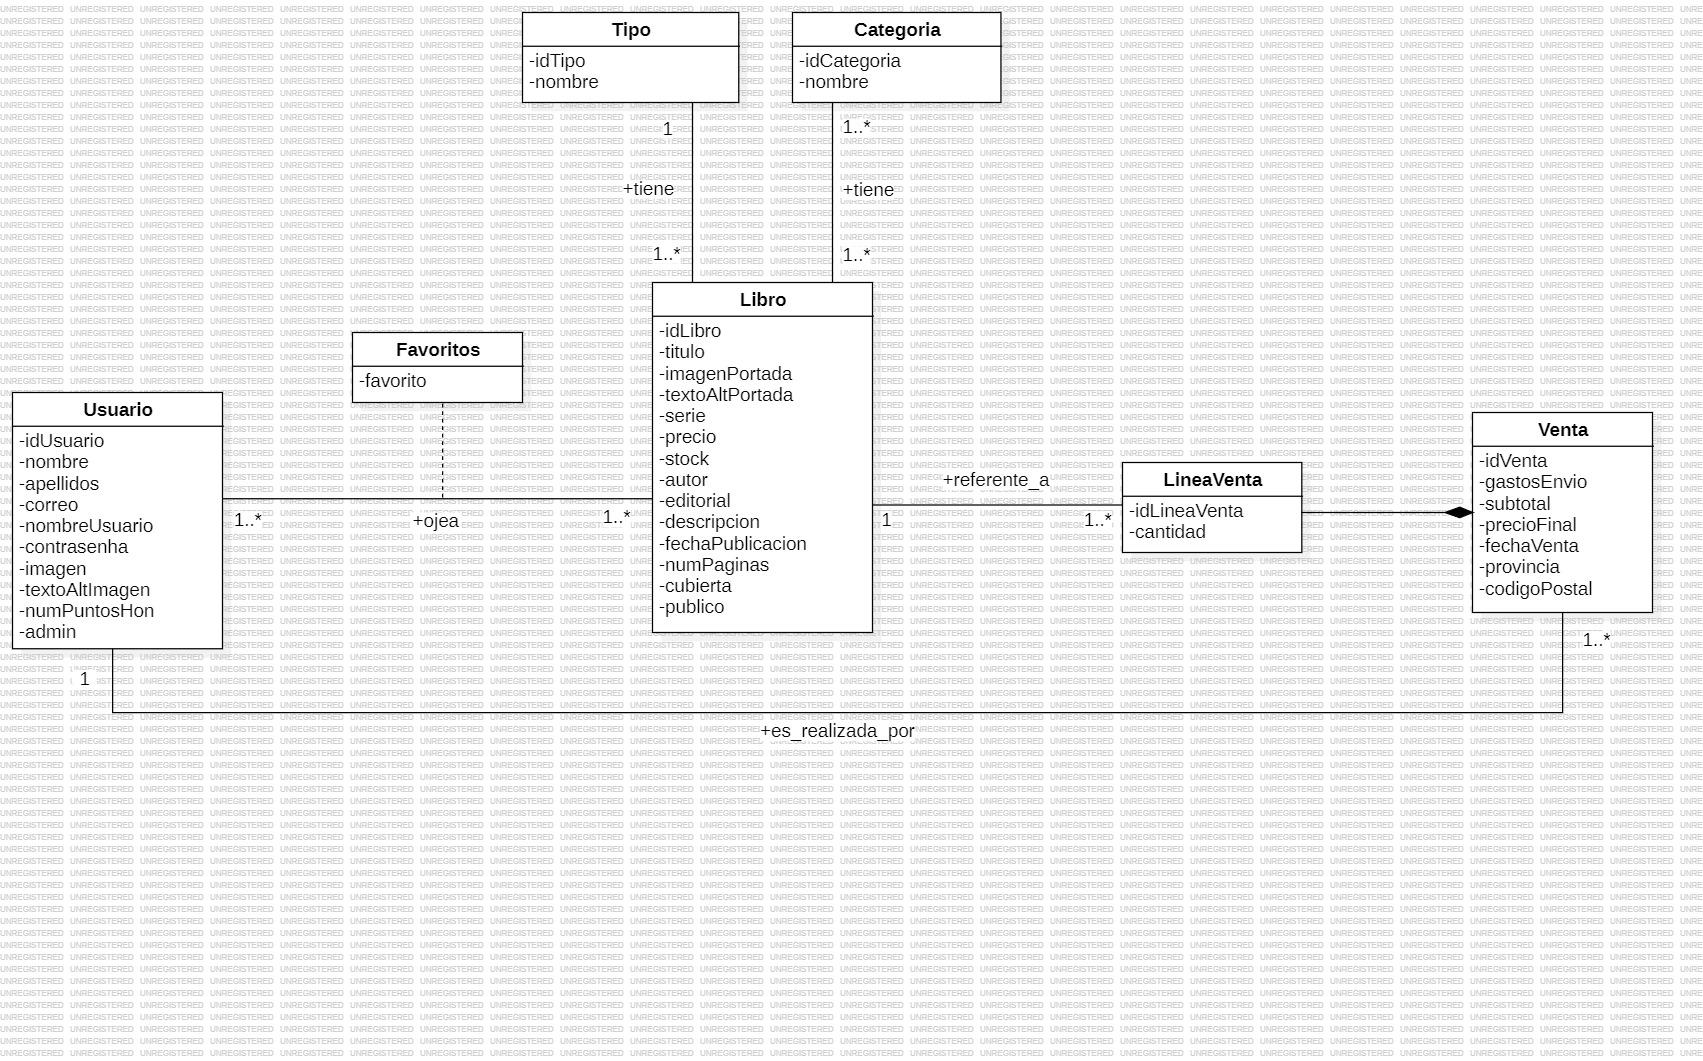 Tipo
-idTipo
-nombre
Categoria
-idCategoria
-nombre
1
+tiene
1..*
1..*
+tiene
1..*
Libro
-idLibro
-titulo
-imagenPortada
-textoAltPortada
-serie
-precio
-stock
-autor
-editorial
-descripcion
-fechaPublicacion
-numPaginas
-cubierta
-publico
Favoritos
-favorito
Usuario
-idUsuario
-nombre
-apellidos
-correo
-nombreUsuario
-contrasenha
-imagen
-textoAltImagen
-numPuntosHon
-admin
1..*
+ojea
1..*
+referente_a
1
1..*
LineaVenta
-idLineaVenta
-cantidad
Venta
-idVenta
-gastosEnvio
-subtotal
-precioFinal
-fechaVenta
-provincia
-codigoPostal
1
1..*
+es_realizada_por
UNREGISTERED